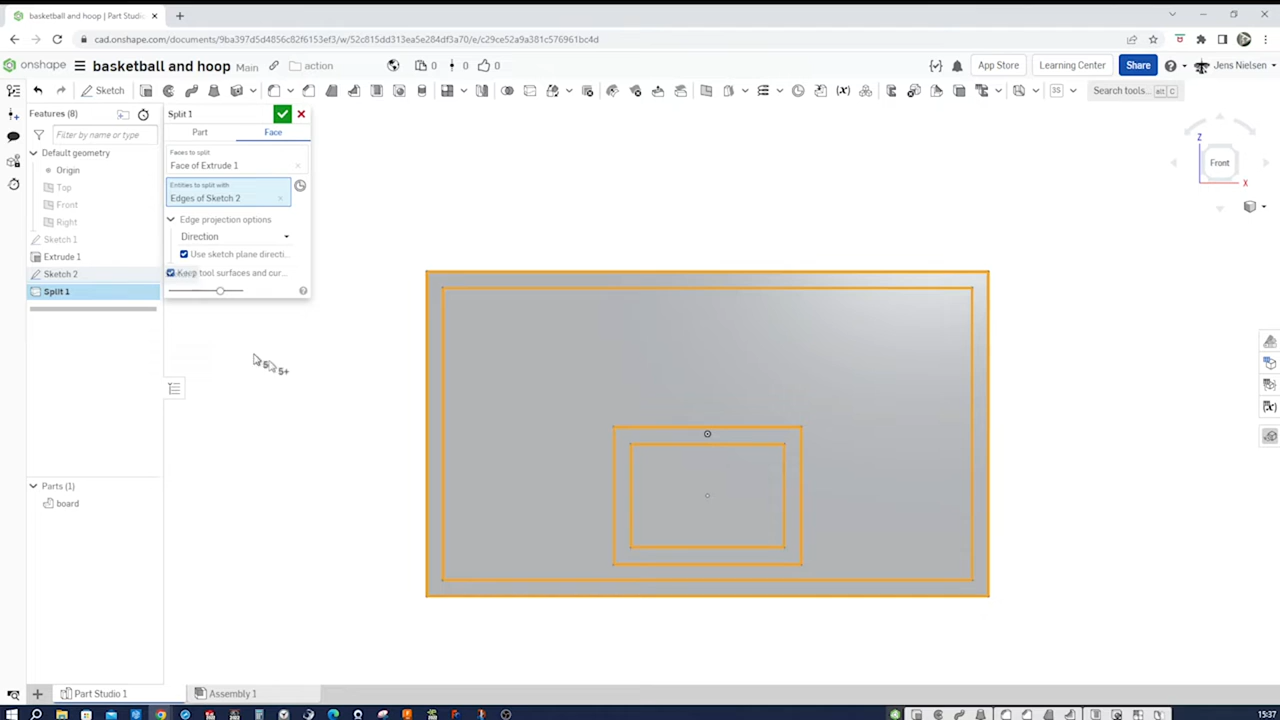 basketball and hoop | Part Studi...
cad.onshape.com/documents/9ba397d5d4856c82f6153ef3/w/52c815dd313ea5e284df3a70/e/c29ce52a9a381c576961bc4d
onshape basketball and hoop Main action 0 0 0 App Store Learning Center Share Jens Nielsen
Sketch Search tools... alt C
Features (8)
Filter by name or type
Default geometry
Origin
Top
Front
Right
Sketch 1
Extrude 1
Sketch 2
Split 1
Split 1
Part Face
Faces to split
Face of Extrude 1
Entities to split with
Edges of Sketch 2
Edge projection options
Direction
Use sketch plane directi...
Keep tool surfaces and cur...
Z
Front
X
5+
Parts (1)
board
Part Studio 1 Assembly 1
15:37